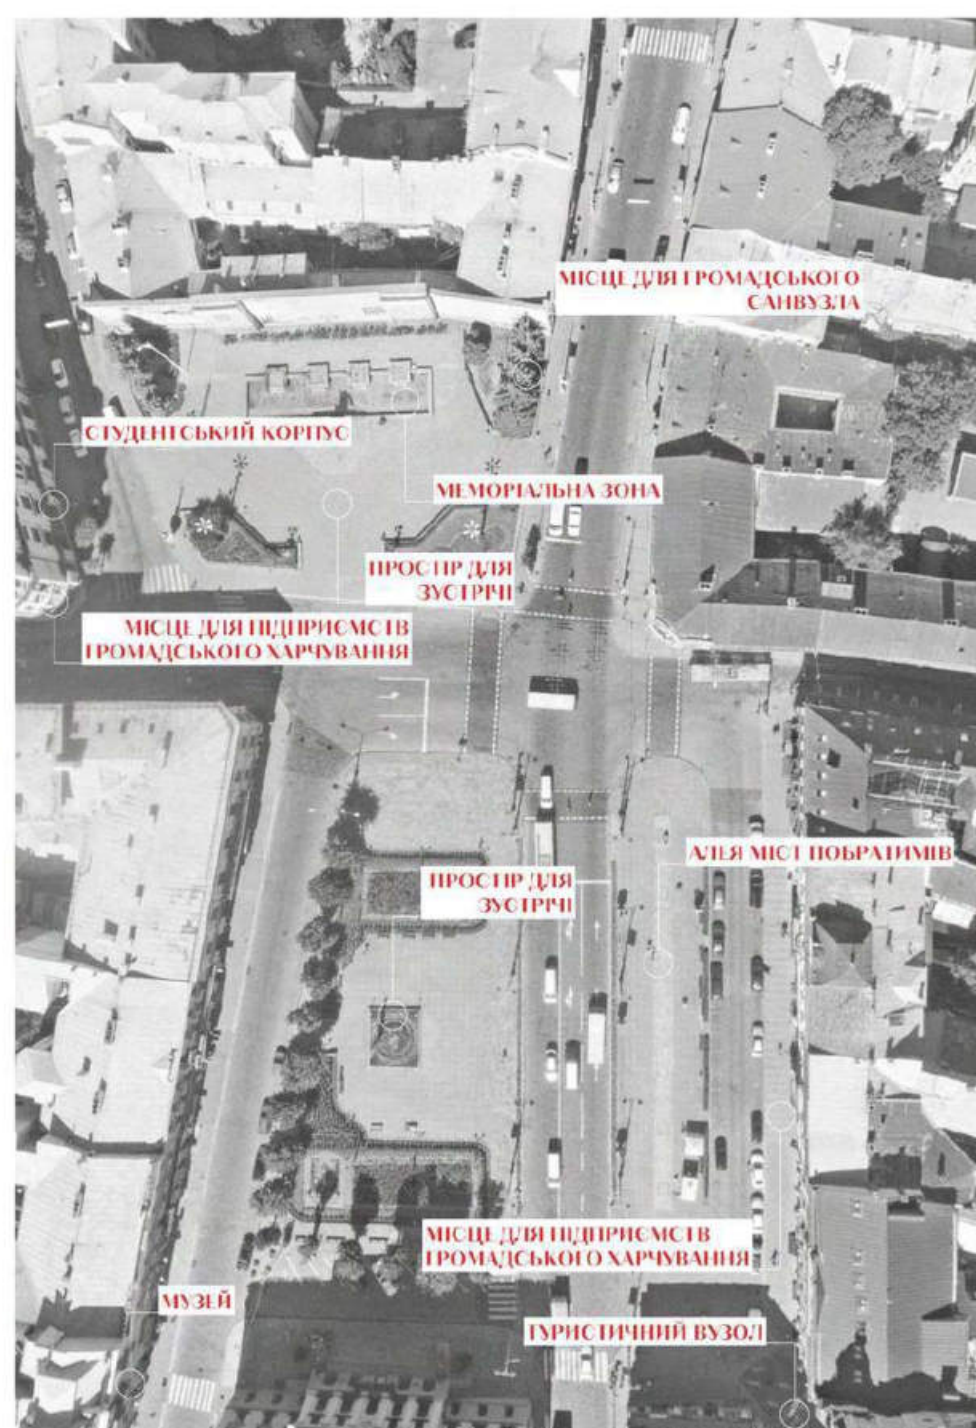 МІСЦЕ ДЛЯ ГРОМАДСЬКОГО
САНВУЗЛА
СТУДЕНТСЬКИЙ КОРПУС
МЕМОРІАЛЬНА ЗОНА
ПРОСТІР ДЛЯ
ЗУСТРІЧІ
МІСЦЕ ДЛЯ ПІДПРИЄМСТВ
ГРОМАДСЬКОГО ХАРЧУВАННЯ
АЛЕЯ МІСТ ПОБРАТИМІВ
ПРОСТІР ДЛЯ
ЗУСТРІЧІ
МІСЦЕ ДЛЯ ПІДПРИЄМСТВ
ГРОМАДСЬКОГО ХАРЧУВАННЯ
МУЗЕЙ
ТУРИСТИЧНИЙ ВУЗОЛ